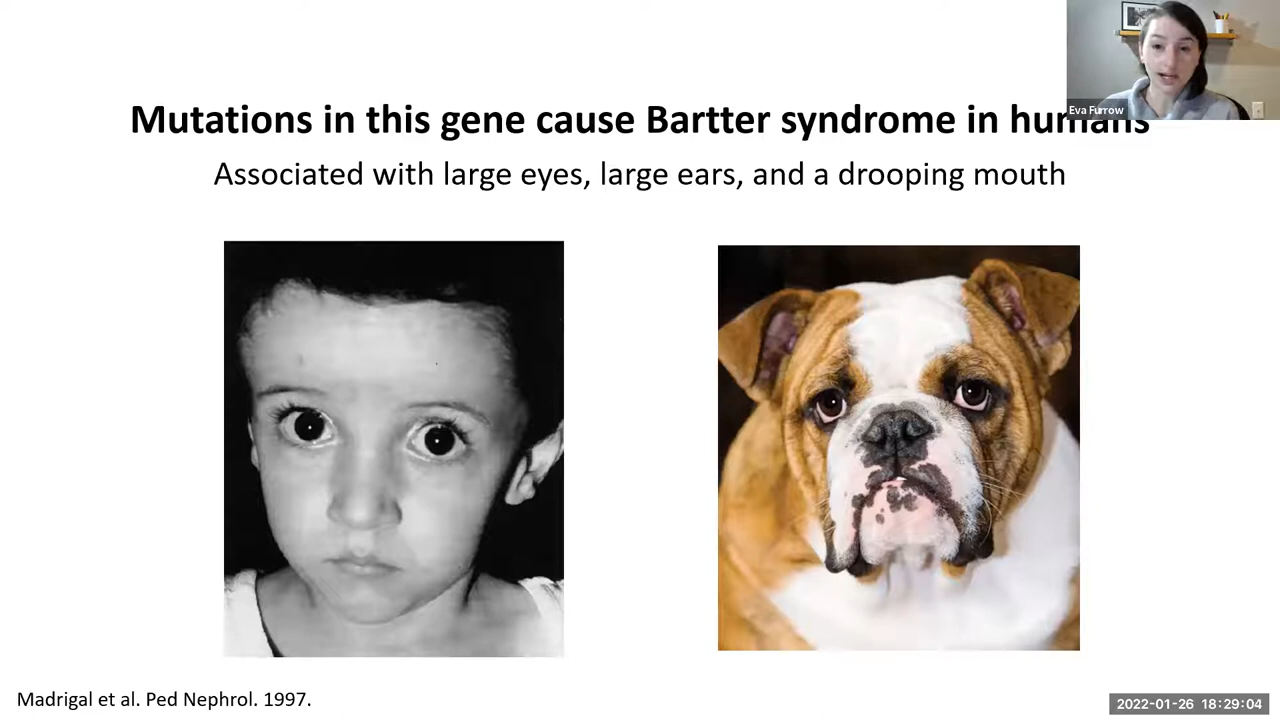 Mutations in this gene cause Bartter syndrome in humans
Eva Furrow
Associated with large eyes, large ears, and a drooping mouth
Madrigal et al. Ped Nephrol. 1997.
2022-01-26 18:29:04